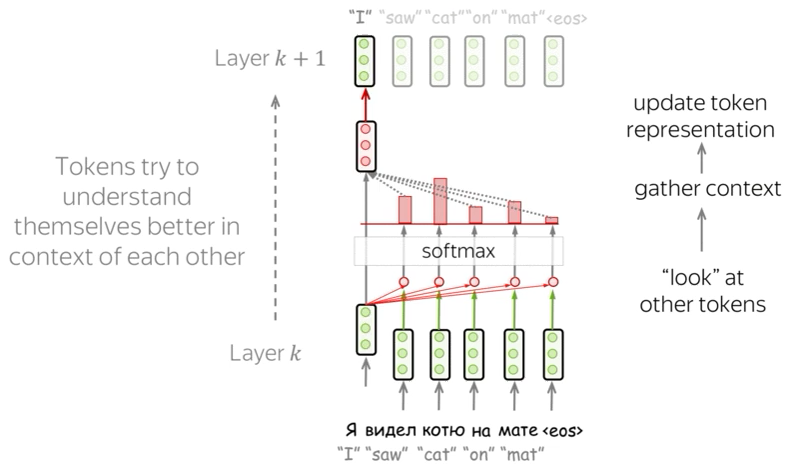 “I” “saw” “cat” “on” “mat” <eos>
Layer k + 1
update token
representation
Tokens try to
understand
themselves better in
context of each other
gather context
softmax
“look” at
other tokens
Layer k
Я видел котю на мате <eos>
“I” “saw” “cat” “on” “mat”